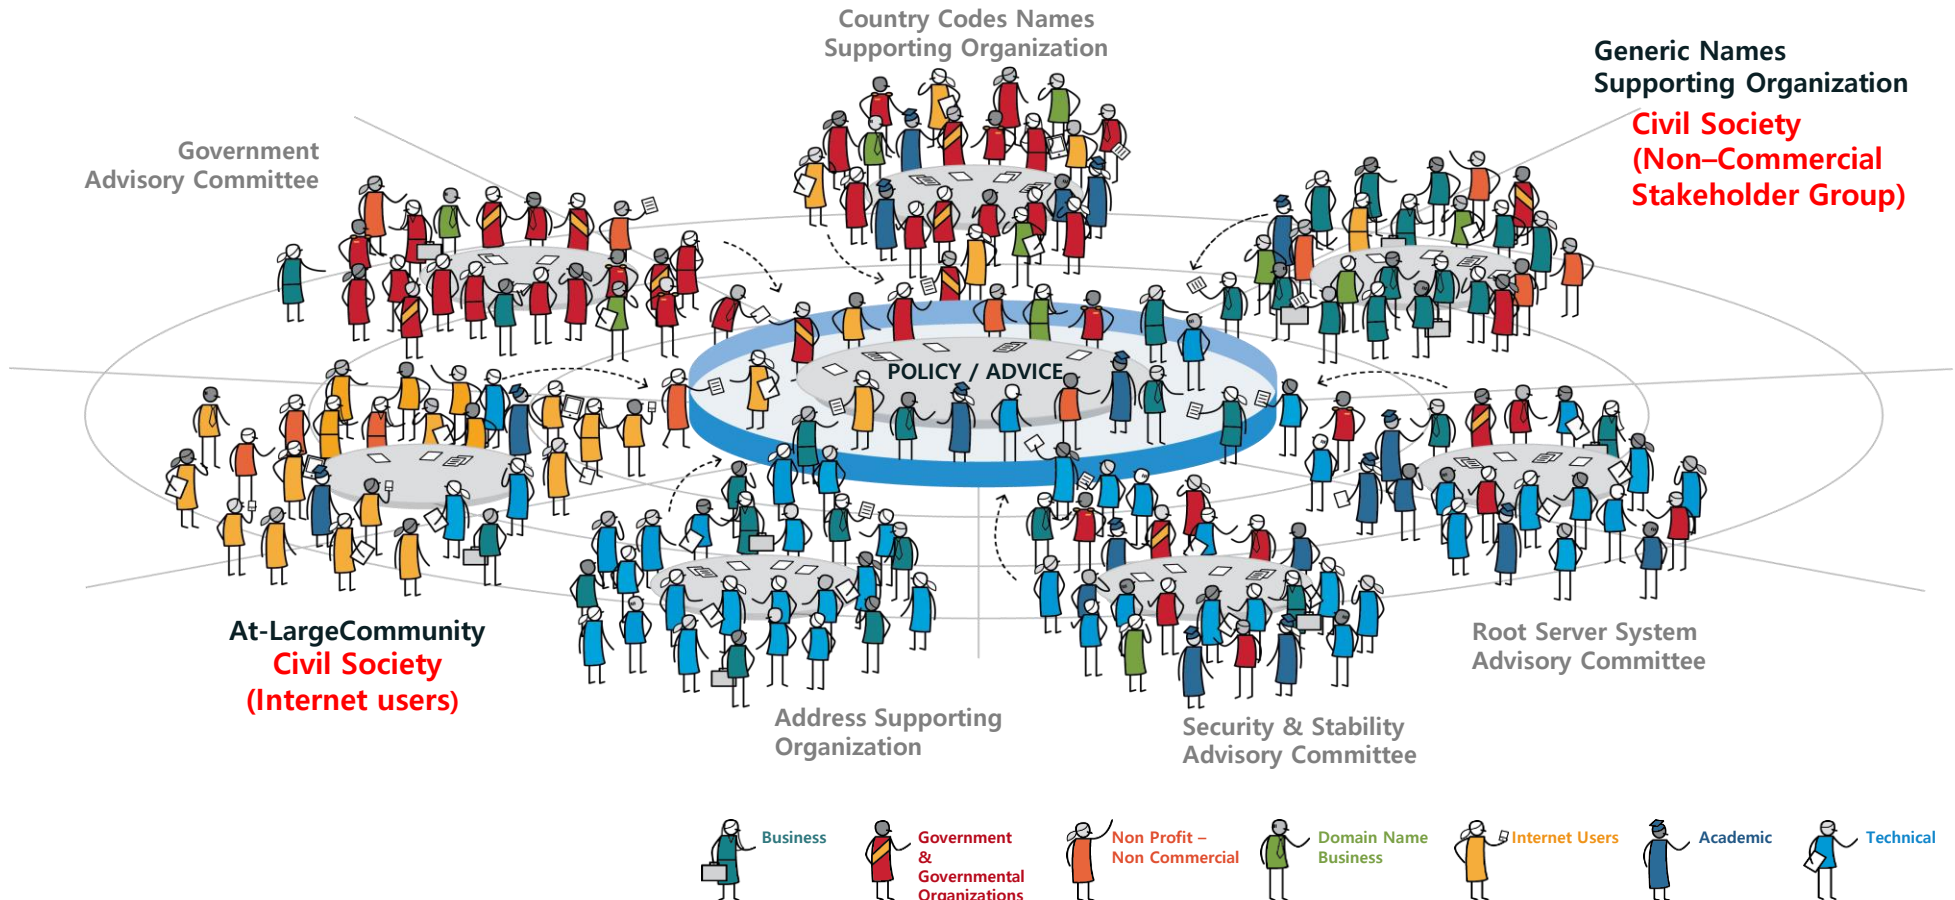 Country Codes Names
Supporting Organization
Generic Names
Supporting Organization
Civil Society
(Non–Commercial
Stakeholder Group)
Government
Advisory Committee
POLICY / ADVICE
At-LargeCommunity
Civil Society
(Internet users)
Root Server System
Advisory Committee
Address Supporting
Organization
Security & Stability
Advisory Committee
Business
Government
&
Governmental
Organizations
Non Profit –
Non Commercial
Domain Name
Business
Internet Users
Academic
Technical